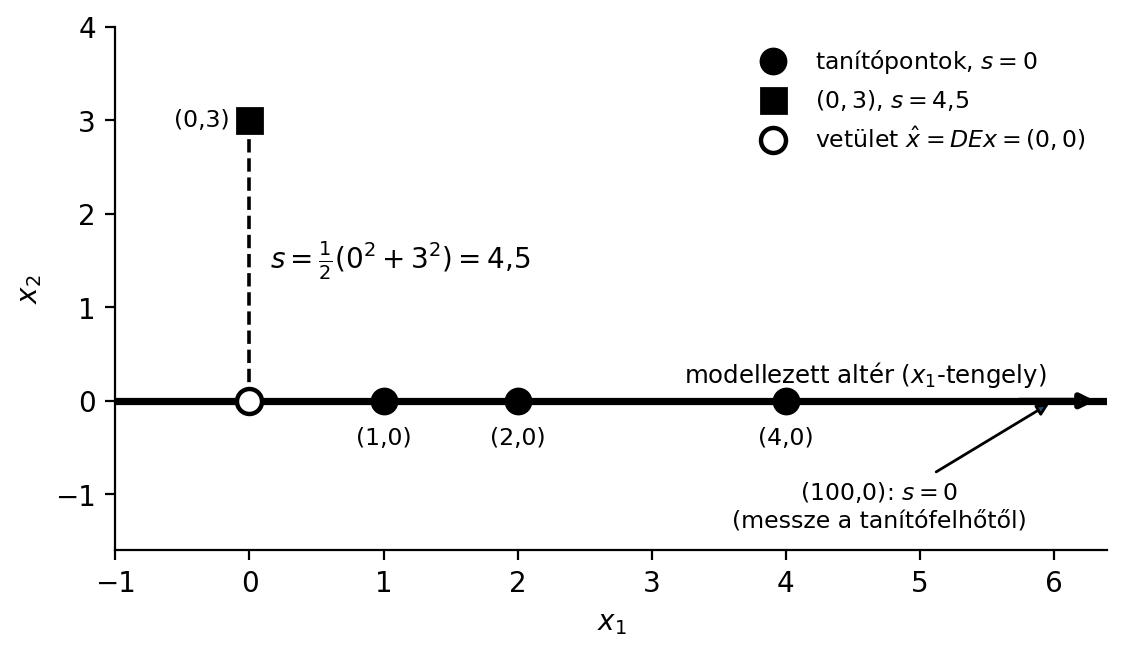 4
3
2
1
0
−1
x₂
tanítópontok, s = 0
(0, 3), s = 4,5
vetület x̂ = DEx = (0, 0)
(0,3)
s = ½(0² + 3²) = 4,5
modellezett altér (x₁-tengely)
(1,0)
(2,0)
(4,0)
(100,0): s = 0
(messze a tanítófelhőtől)
−1 0 1 2 3 4 5 6
x₁